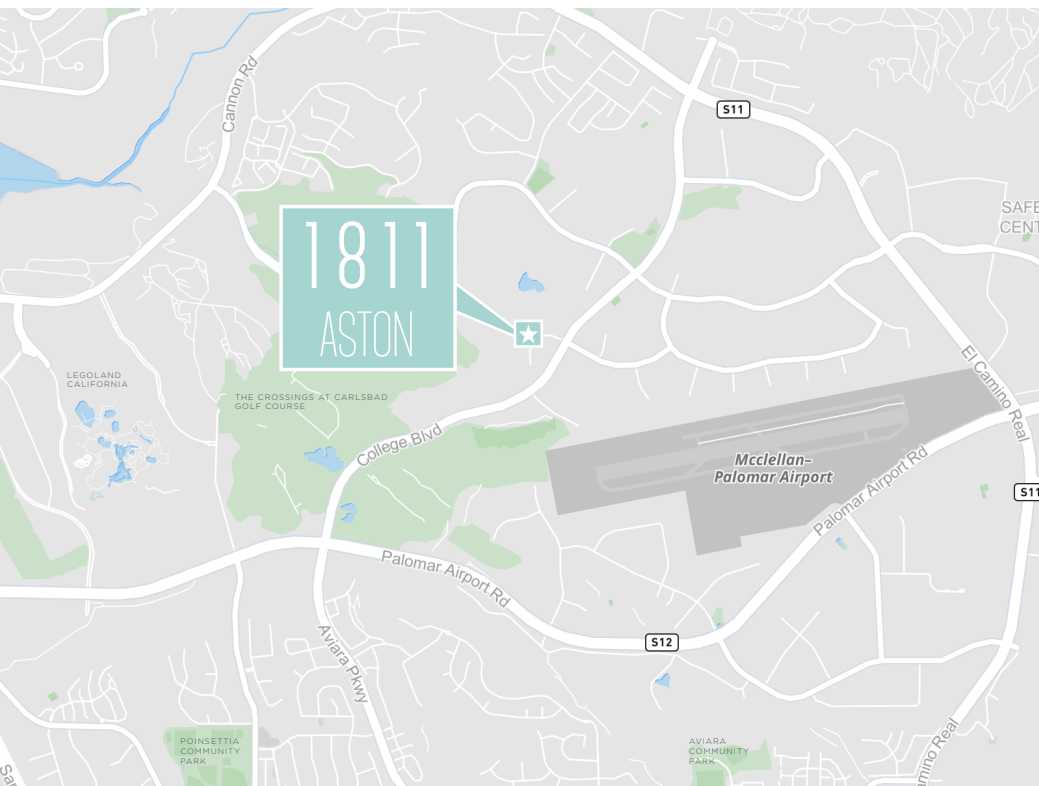 Cannon Rd
S11
SAFE
CENT
1811
ASTON
El Camino Real
LEGOLAND
CALIFORNIA
THE CROSSINGS AT CARLSBAD
GOLF COURSE
College Blvd
Mcclellan–
Palomar Airport
Palomar Airport Rd
S11
Palomar Airport Rd
S12
Aviara Pkwy
POINSETTIA
COMMUNITY
PARK
AVIARA
COMMUNITY
PARK
mino Real